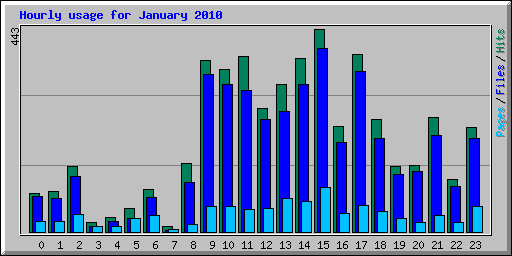 Hourly usage for January 2010
443
Pages / Files / Hits
0 1 2 3 4 5 6 7 8 9 10 11 12 13 14 15 16 17 18 19 20 21 22 23